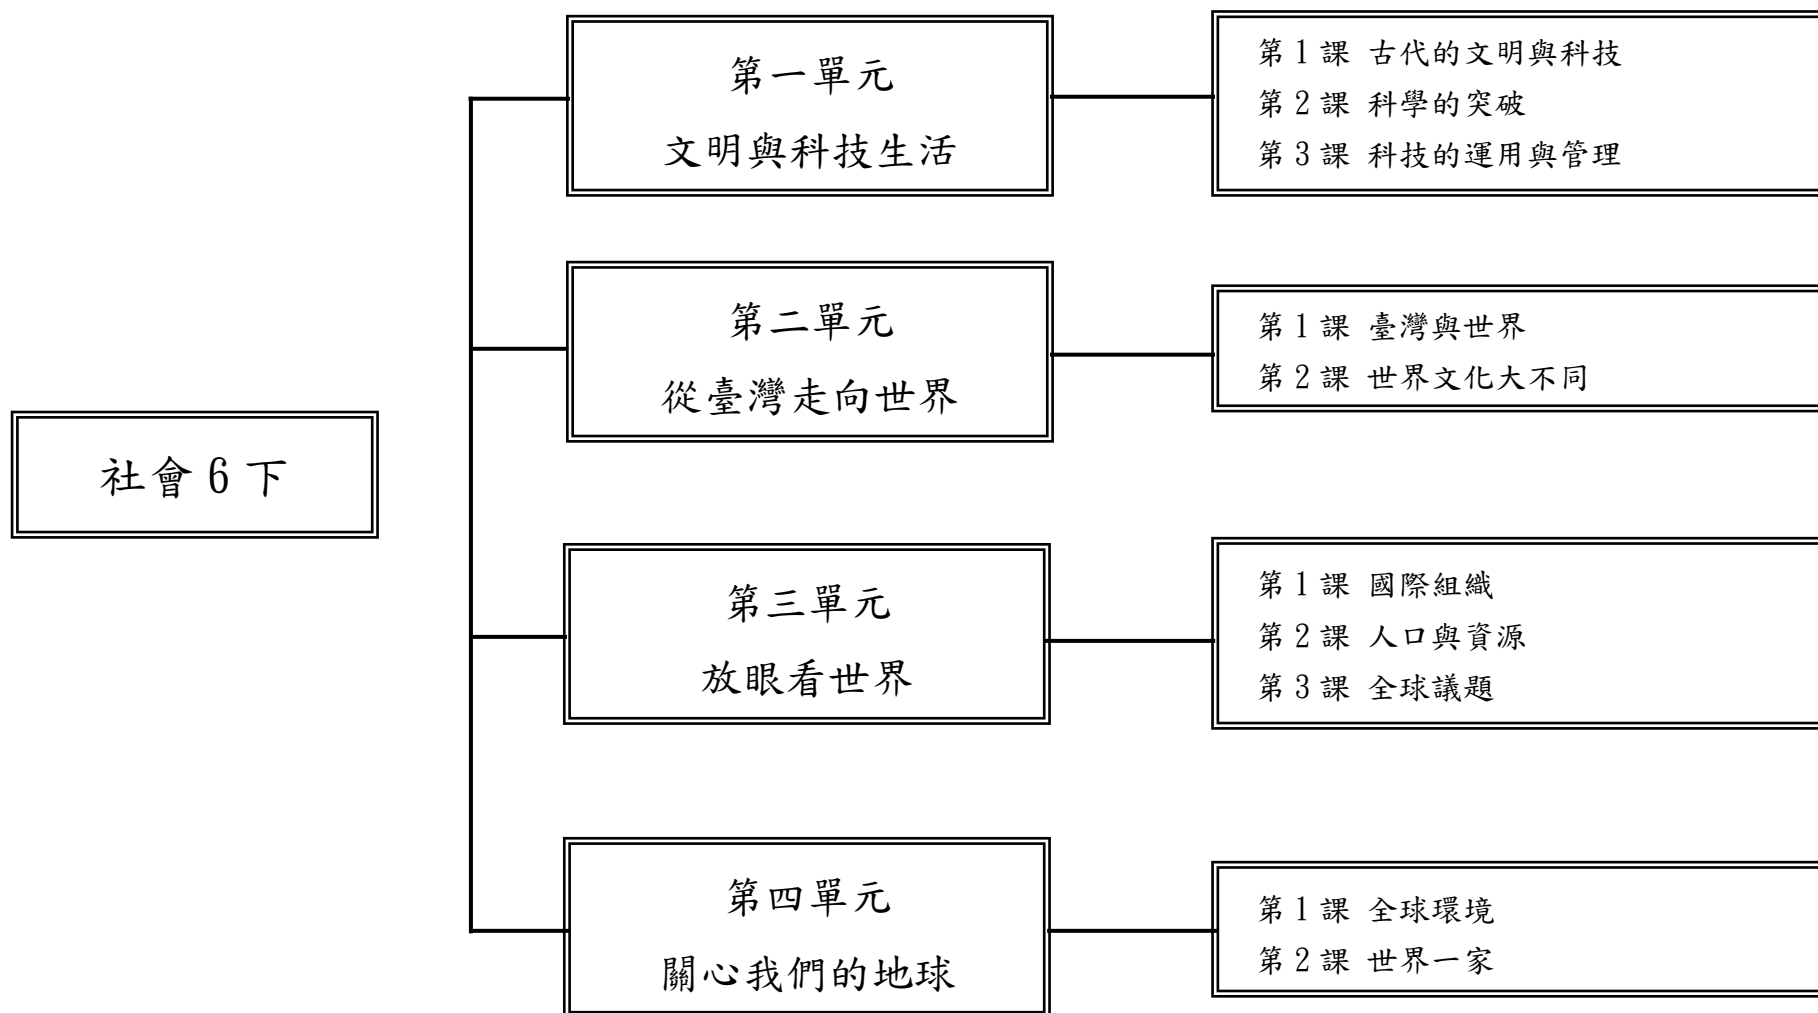 社會 6 下
第一單元
文明與科技生活
第 1 課 古代的文明與科技
第 2 課 科學的突破
第 3 課 科技的運用與管理
第二單元
從臺灣走向世界
第 1 課 臺灣與世界
第 2 課 世界文化大不同
第三單元
放眼看世界
第 1 課 國際組織
第 2 課 人口與資源
第 3 課 全球議題
第四單元
關心我們的地球
第 1 課 全球環境
第 2 課 世界一家